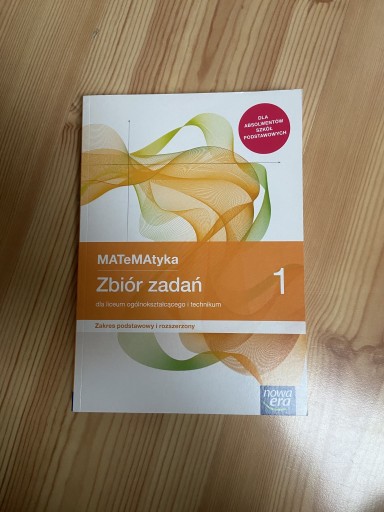 DLA
ABSOLWENTÓW
SZKÓŁ
PODSTAWOWYCH
MATeMAtyka
Zbiór zadań 1
dla liceum ogólnokształcącego i technikum
Zakres podstawowy i rozszerzony
nowa
era